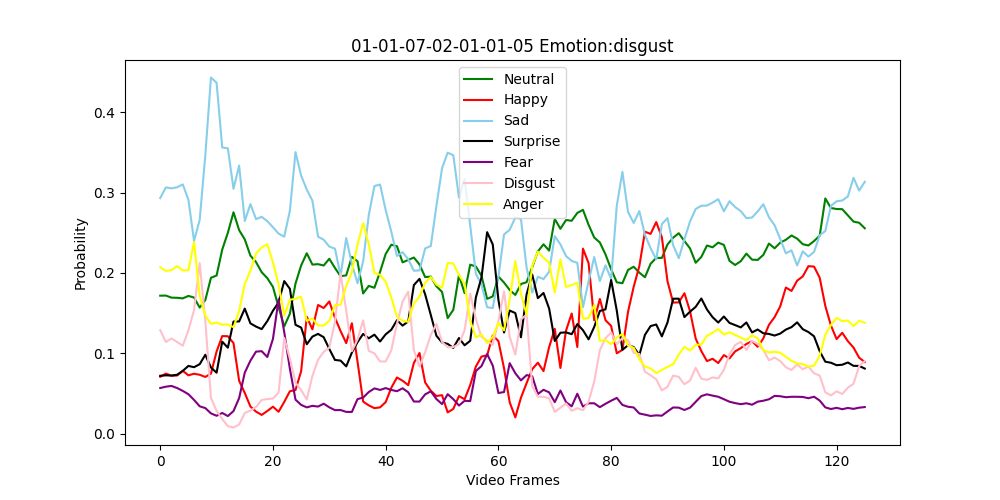 01-01-07-02-01-01-05 Emotion:disgust
Neutral
Happy
Sad
Surprise
Fear
Disgust
Anger
Probability
0.4
0.3
0.2
0.1
0.0
0 20 40 60 80 100 120
Video Frames